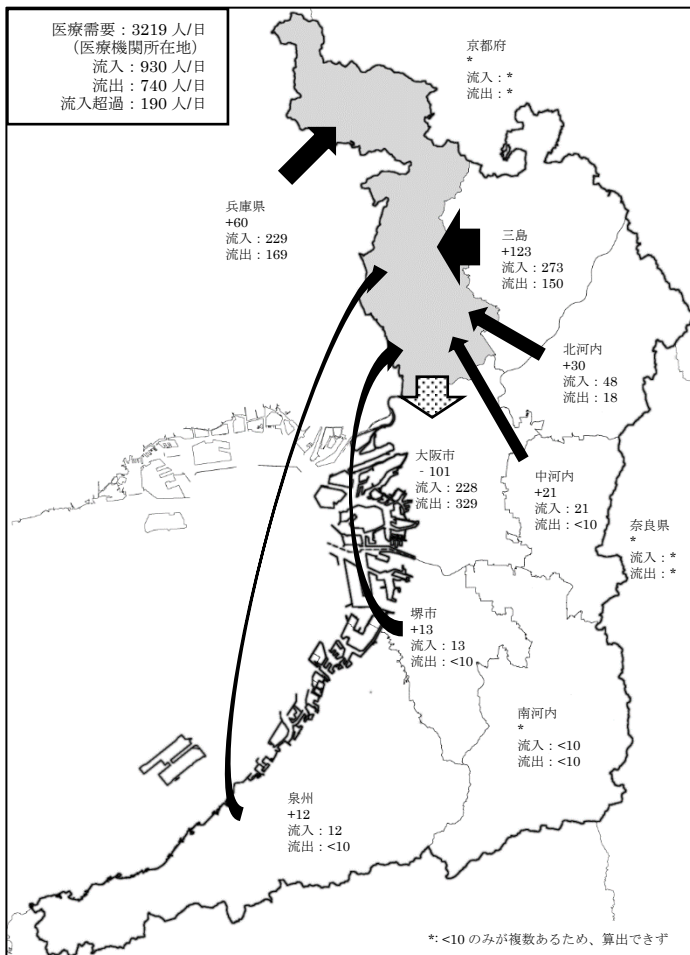 医療需要：3219 人/日
（医療機関所在地）
流入：930 人/日
流出：740 人/日
流入超過：190 人/日
京都府
*
流入：*
流出：*
兵庫県
+60
流入：229
流出：169
三島
+123
流入：273
流出：150
北河内
+30
流入：48
流出：18
大阪市
- 101
流入：228
流出：329
中河内
+21
流入：21
流出：<10
奈良県
*
流入：*
流出：*
堺市
+13
流入：13
流出：<10
南河内
*
流入：<10
流出：<10
泉州
+12
流入：12
流出：<10
*: <10 のみが複数あるため、算出できず